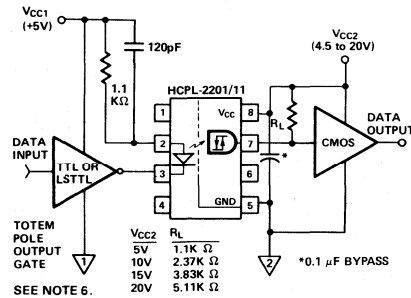 VCC1
(+5V)
120pF
1.1
KΩ
HCPL-2201/11
VCC2
(4.5 to 20V)
1
2
3
4
VCC
8
7
6
GND
5
RL
*
DATA
INPUT
TTL OR
LSTTL
CMOS
DATA
OUTPUT
TOTEM
POLE
OUTPUT
GATE
1
2
VCC2 RL
5V 1.1K Ω
10V 2.37K Ω
15V 3.83K Ω
20V 5.11K Ω
*0.1 μF BYPASS
SEE NOTE 6.